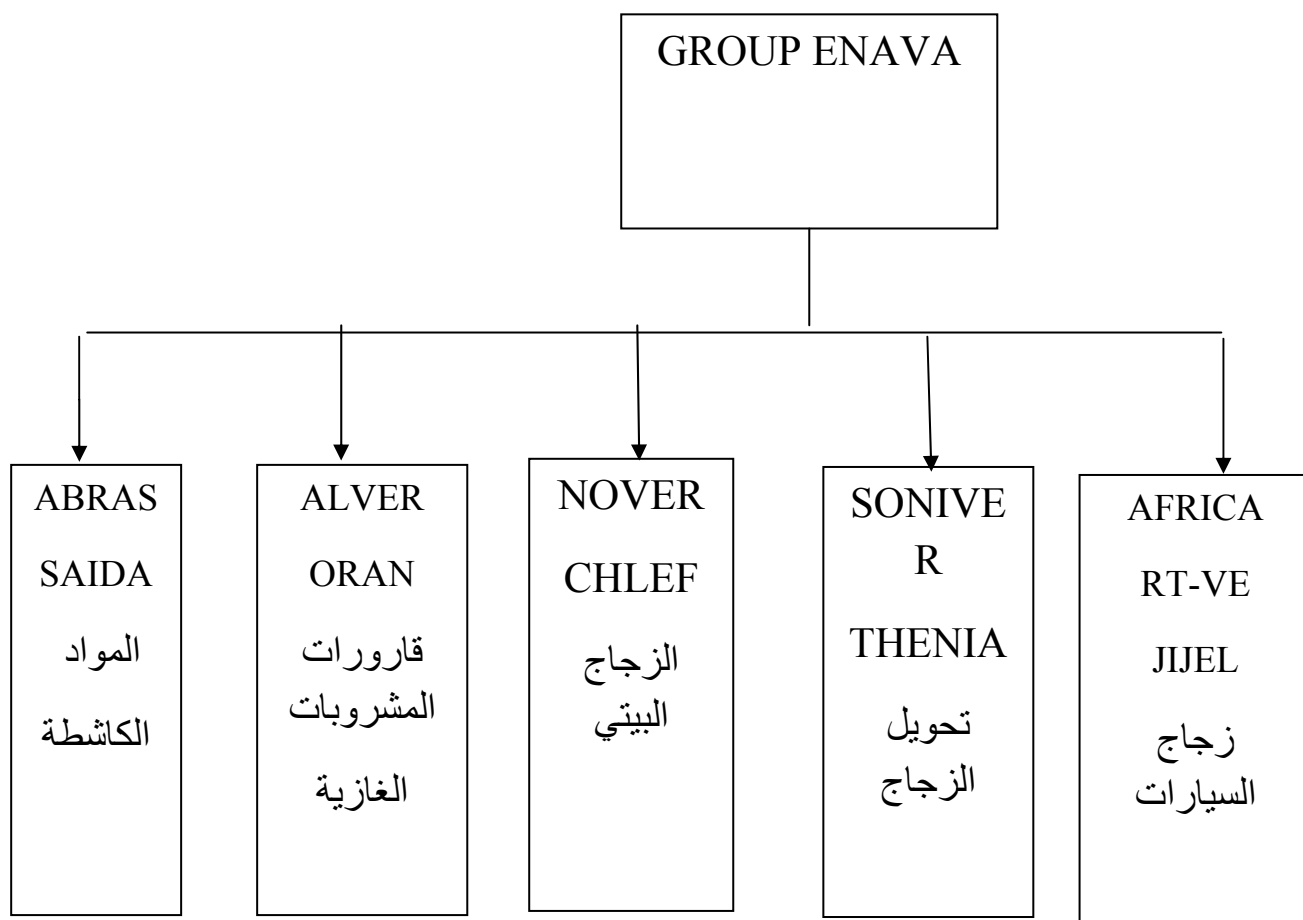 GROUP ENAVA
ABRAS
SAIDA
المواد
الكاشطة
ALVER
ORAN
قارورات
المشروبات
الغازية
NOVER
CHLEF
الزجاج
البيتي
SONIVE
R
THENIA
تحويل
الزجاج
AFRICA
RT-VE
JIJEL
زجاج
السيارات